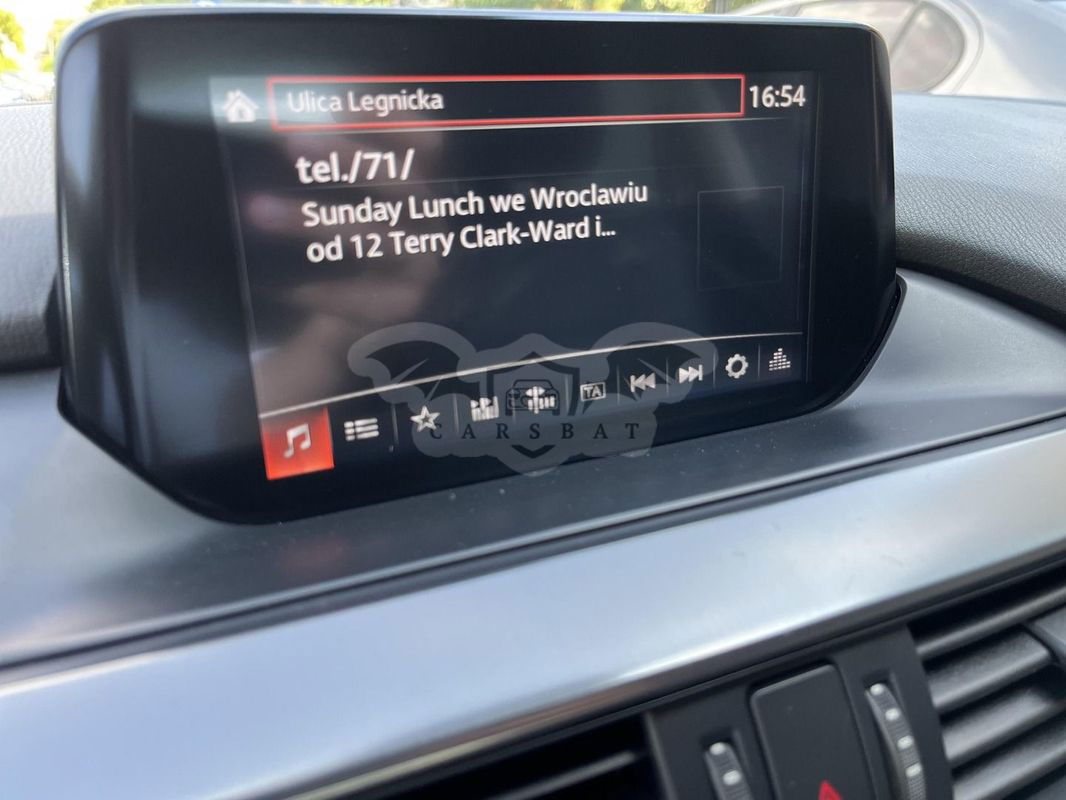 Ulica Legnicka
16:54
tel./71/
Sunday Lunch we Wroclawiu
od 12 Terry Clark-Ward i...
TA
CARSBAT